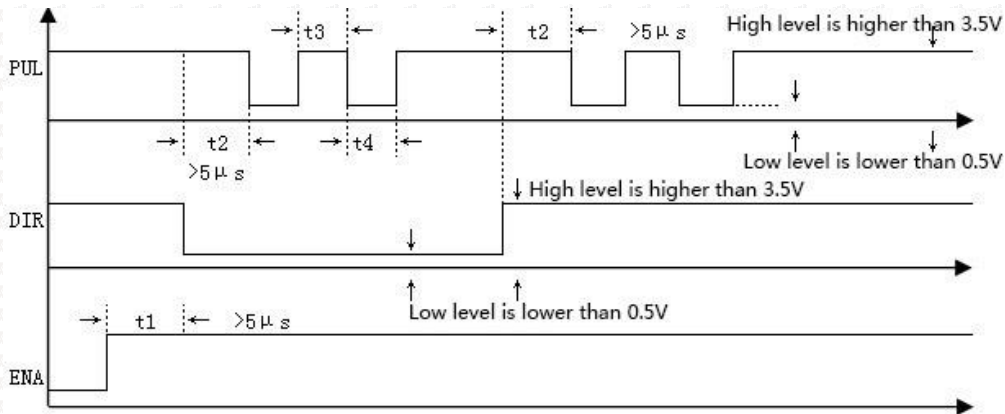 High level is higher than 3.5V
t3
t2
>5μs
PUL
t2
t4
>5μs
Low level is lower than 0.5V
High level is higher than 3.5V
DIR
Low level is lower than 0.5V
t1
>5μs
ENA